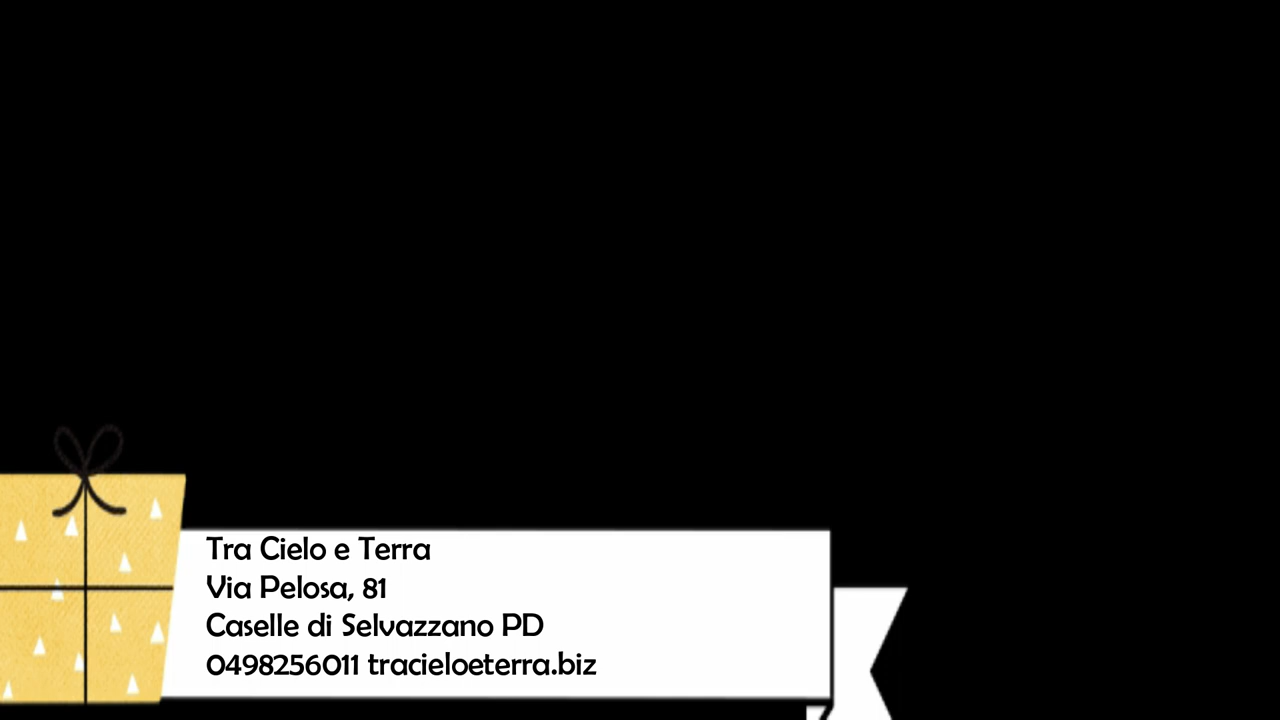 Tra Cielo e Terra
Via Pelosa, 81
Caselle di Selvazzano PD
0498256011 tracieloeterra.biz